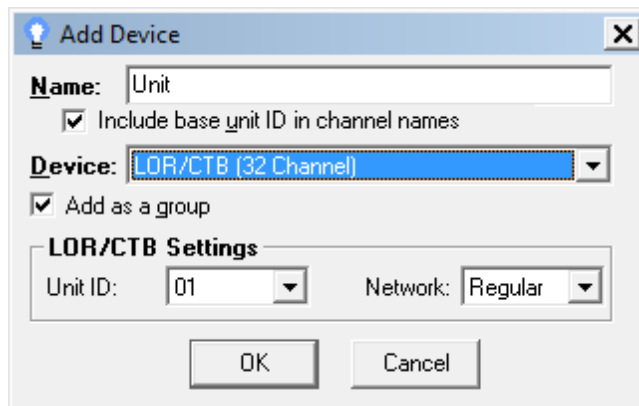 Add Device
Name: Unit
Include base unit ID in channel names
Device: LOR/CTB (32 Channel)
Add as a group
LOR/CTB Settings
Unit ID: 01 Network: Regular
OK Cancel